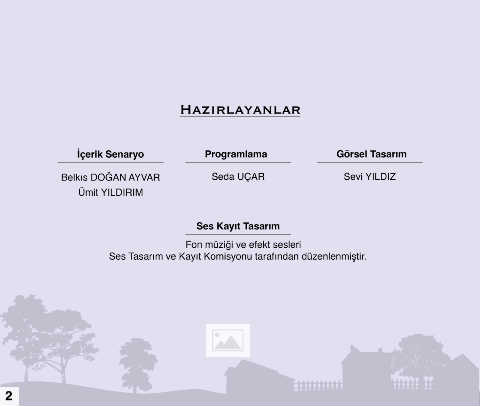 HAZIRLAYANLAR
İçerik Senaryo
Belkıs DOĞAN AYVAR
Ümit YILDIRIM
Programlama
Seda UÇAR
Görsel Tasarım
Sevi YILDIZ
Ses Kayıt Tasarım
Fon müziği ve efekt sesleri
Ses Tasarım ve Kayıt Komisyonu tarafından düzenlenmiştir.
2